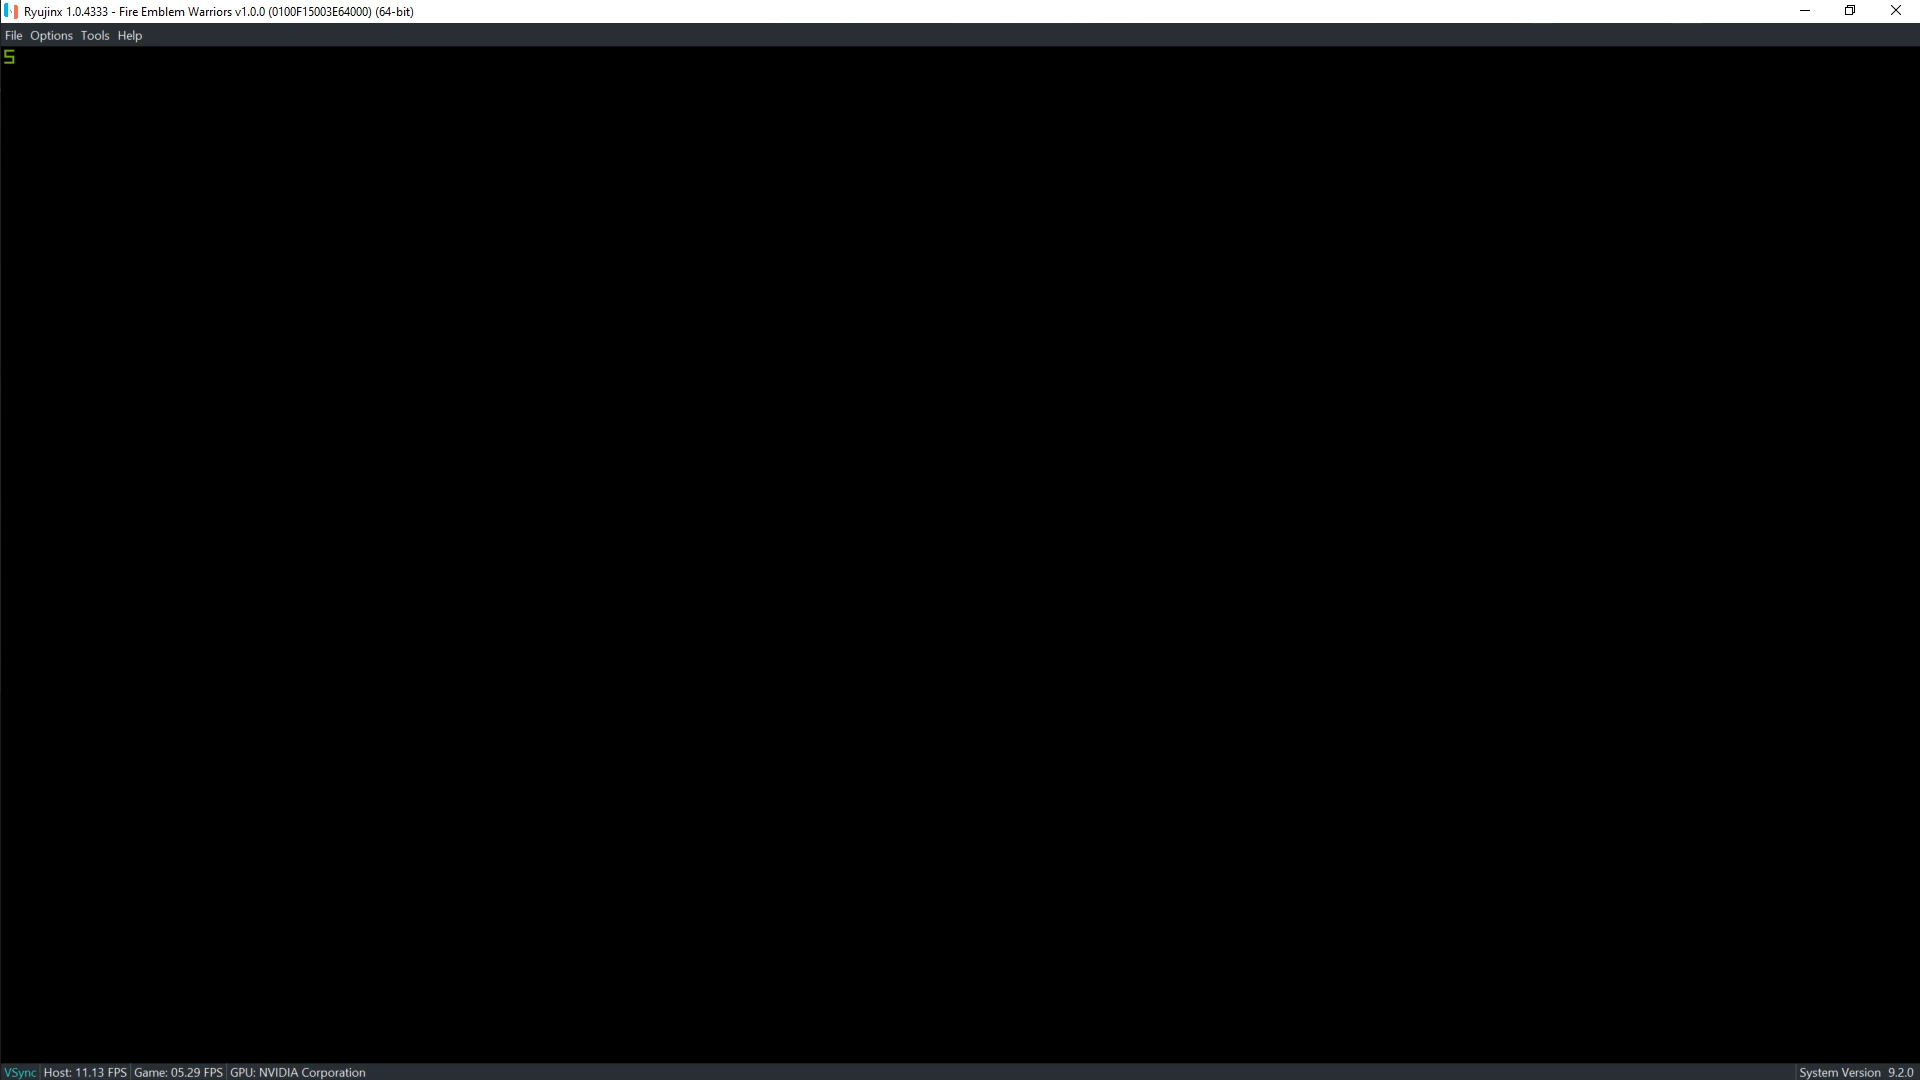 Ryujinx 1.0.4333 - Fire Emblem Warriors v1.0.0 (0100F15003E64000) (64-bit)
File Options Tools Help
5
VSync Host: 11.13 FPS Game: 05.29 FPS GPU: NVIDIA Corporation System Version 9.2.0